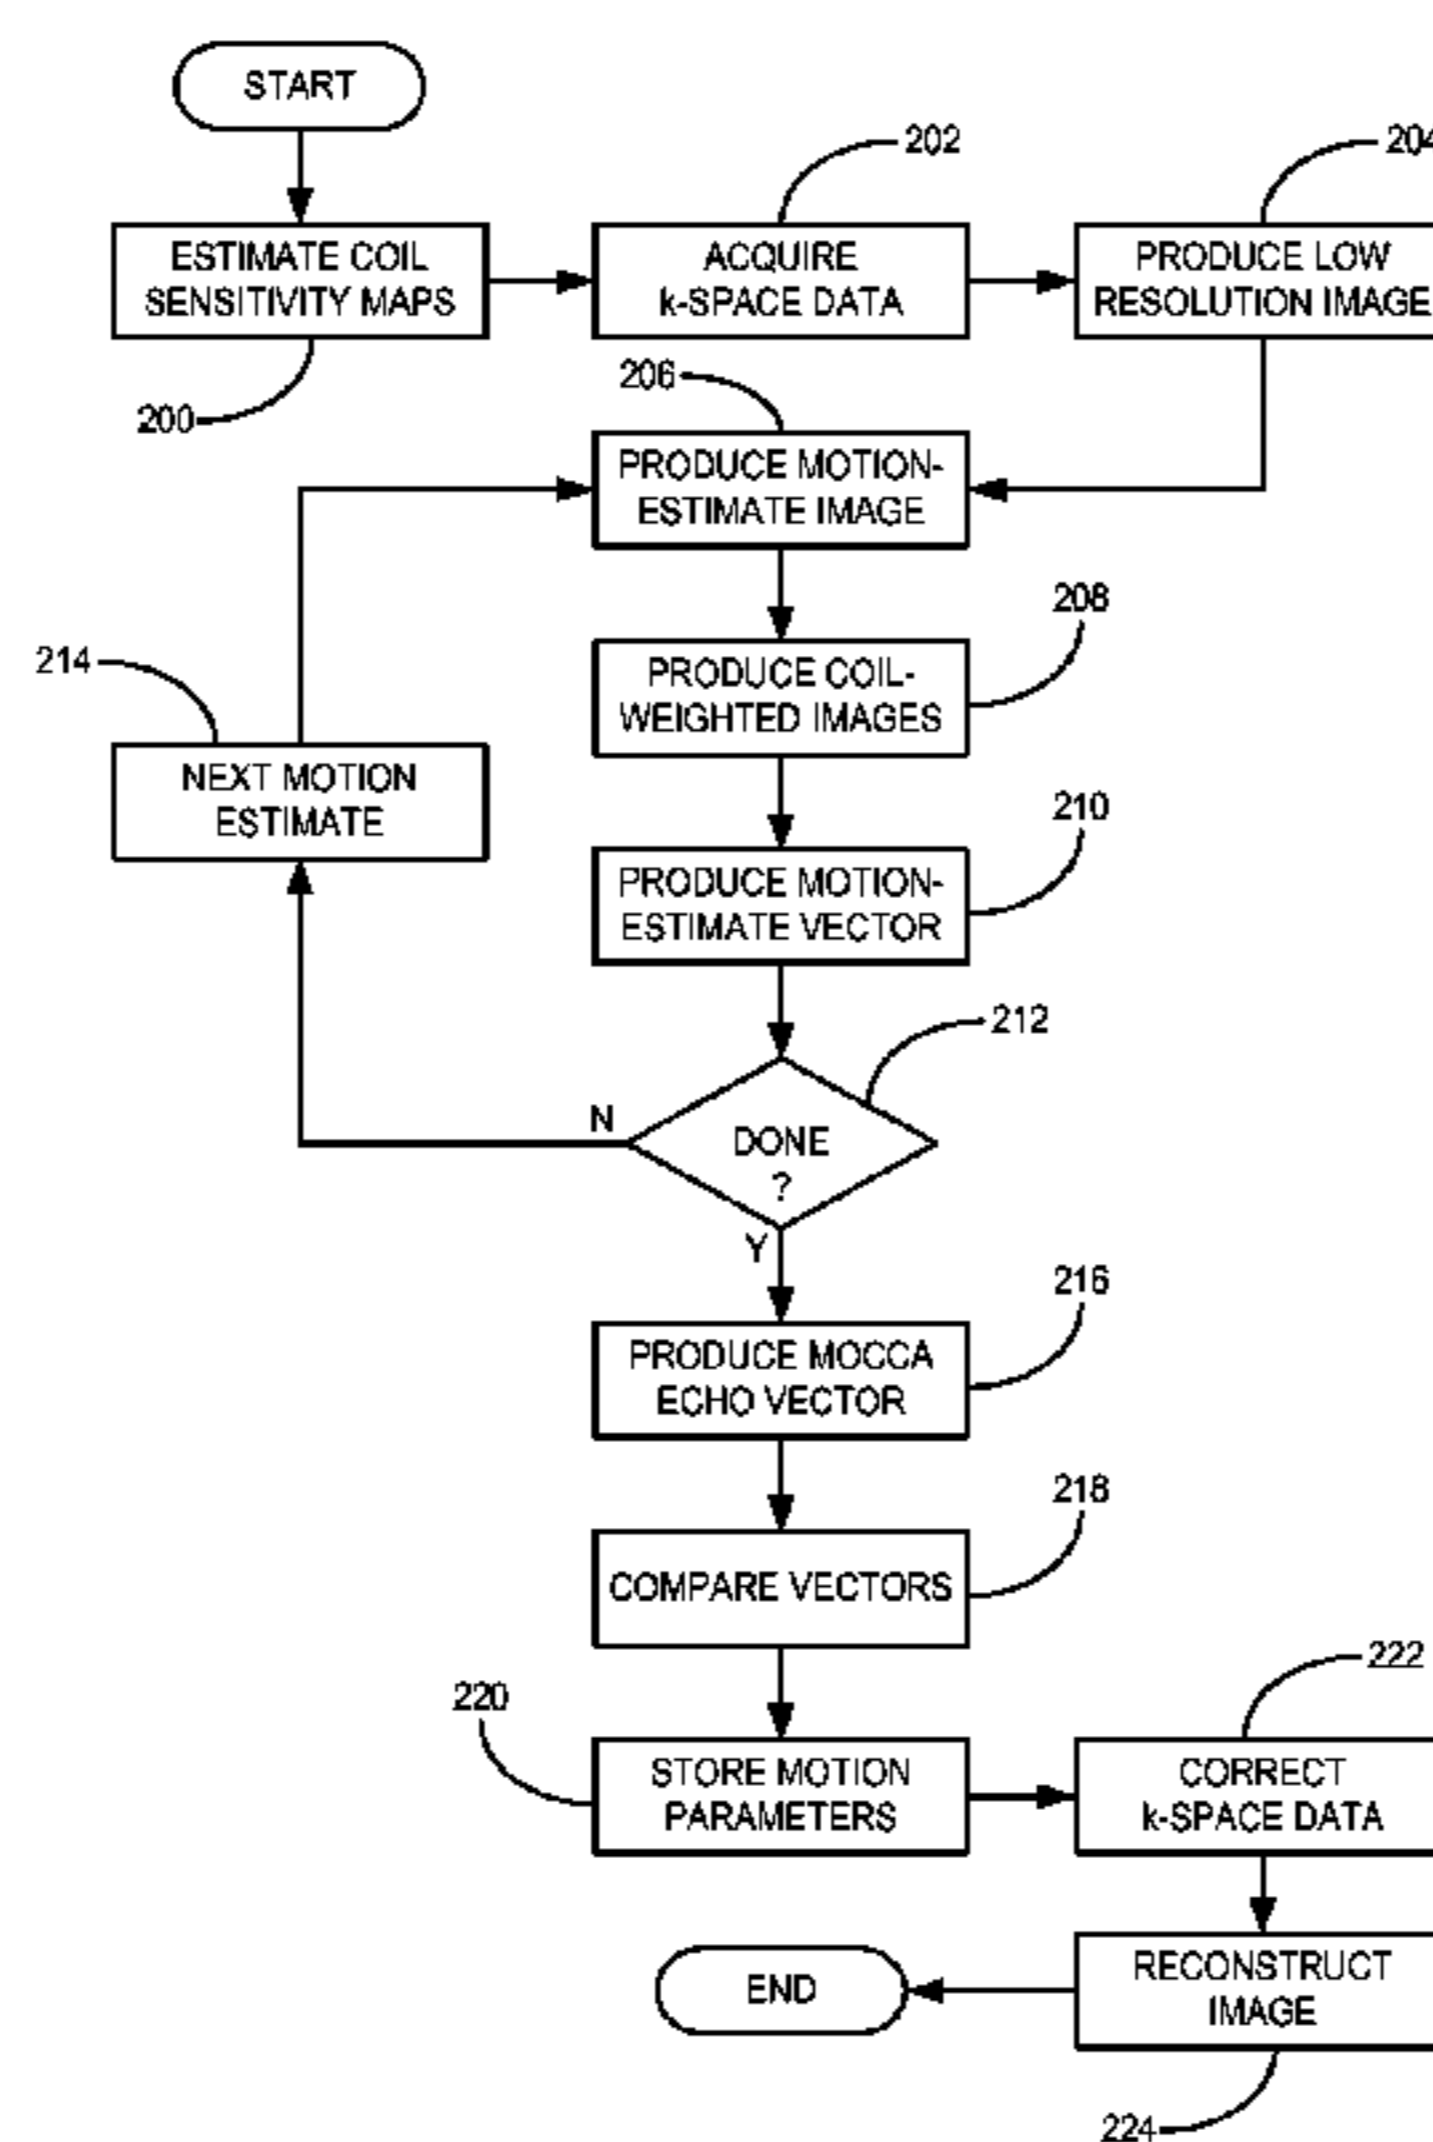 START
202
204
ESTIMATE COIL
SENSITIVITY MAPS
ACQUIRE
k-SPACE DATA
PRODUCE LOW
RESOLUTION IMAGE
200
206
PRODUCE MOTION-
ESTIMATE IMAGE
208
214
PRODUCE COIL-
WEIGHTED IMAGES
NEXT MOTION
ESTIMATE
210
PRODUCE MOTION-
ESTIMATE VECTOR
212
N
DONE
?
Y
216
PRODUCE MOCCA
ECHO VECTOR
218
COMPARE VECTORS
220
222
STORE MOTION
PARAMETERS
CORRECT
k-SPACE DATA
END
RECONSTRUCT
IMAGE
224